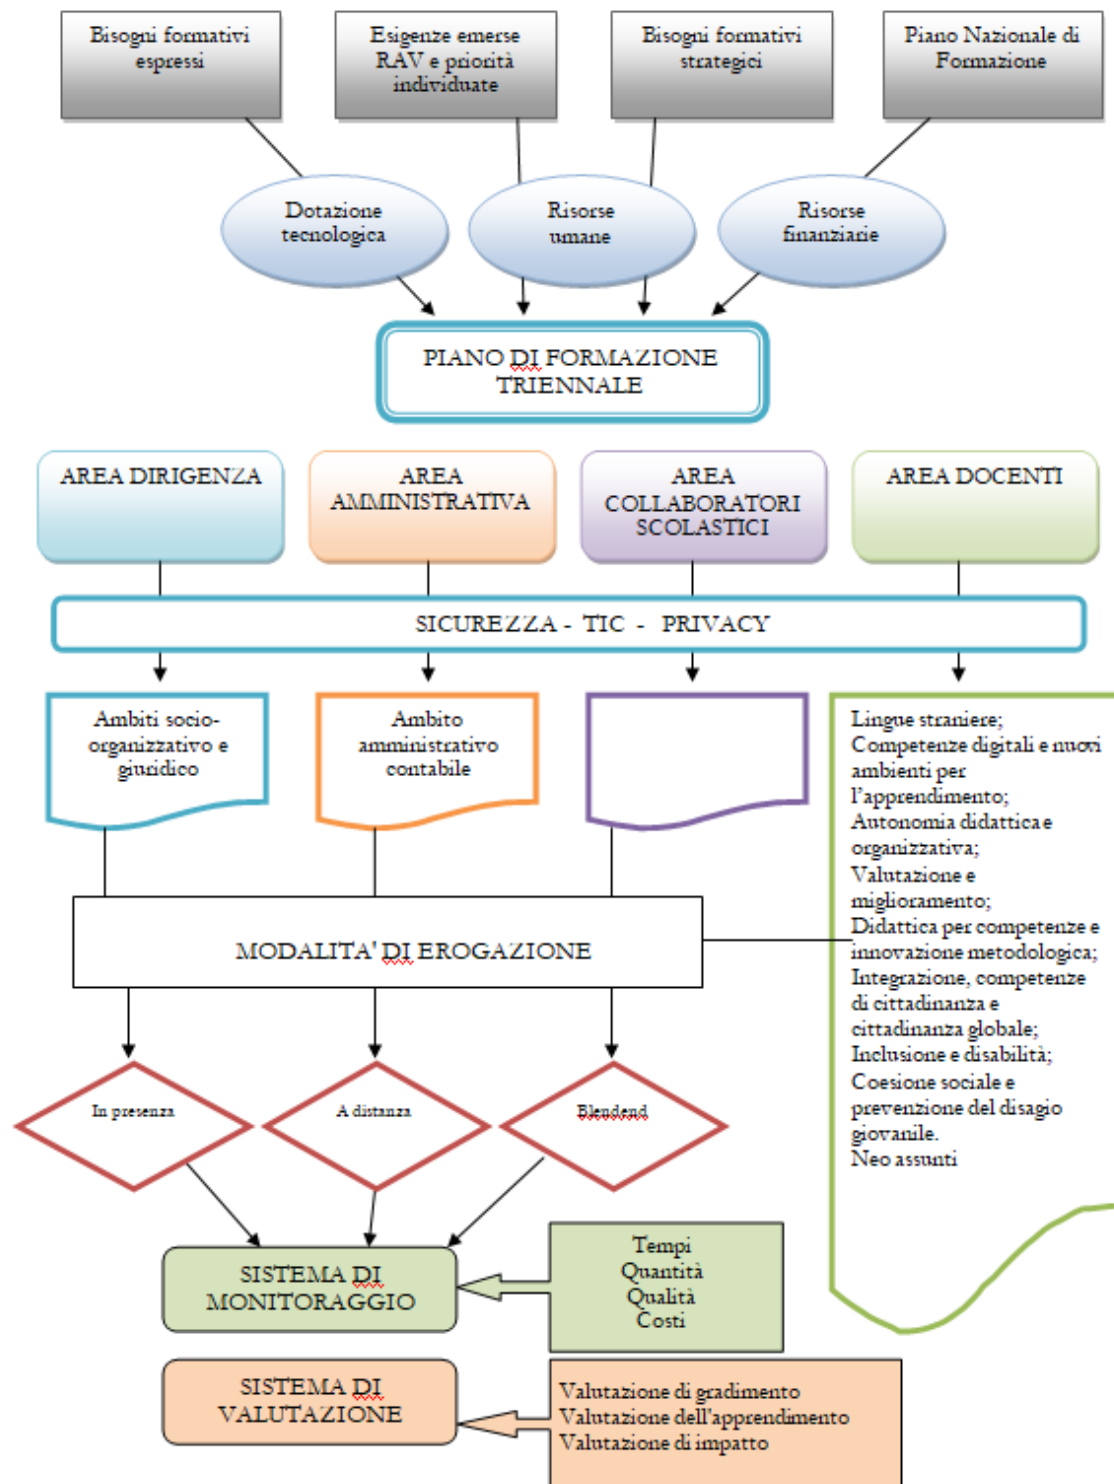 Bisogni formativi
espressi
Esigenze emerse
RAV e priorità
individuate
Bisogni formativi
strategici
Piano Nazionale di
Formazione
Dotazione
tecnologica
Risorse
umane
Risorse
finanziarie
PIANO DI FORMAZIONE
TRIENNALE
AREA DIRIGENZA
AREA
AMMINISTRATIVA
AREA
COLLABORATORI
SCOLASTICI
AREA DOCENTI
SICUREZZA - TIC - PRIVACY
Ambiti socio-
organizzativo e
giuridico
Ambito
amministrativo
contabile
Lingue straniere;
Competenze digitali e nuovi
ambienti per
l'apprendimento;
Autonomia didattica e
organizzativa;
Valutazione e
miglioramento;
Didattica per competenze e
innovazione metodologica;
Integrazione, competenze
di cittadinanza e
cittadinanza globale;
Inclusione e disabilità;
Coesione sociale e
prevenzione del disagio
giovanile.
Neo assunti
MODALITA' DI EROGAZIONE
In presenza
A distanza
Blendend
SISTEMA DI
MONITORAGGIO
Tempi
Quantità
Qualità
Costi
SISTEMA DI
VALUTAZIONE
Valutazione di gradimento
Valutazione dell'apprendimento
Valutazione di impatto